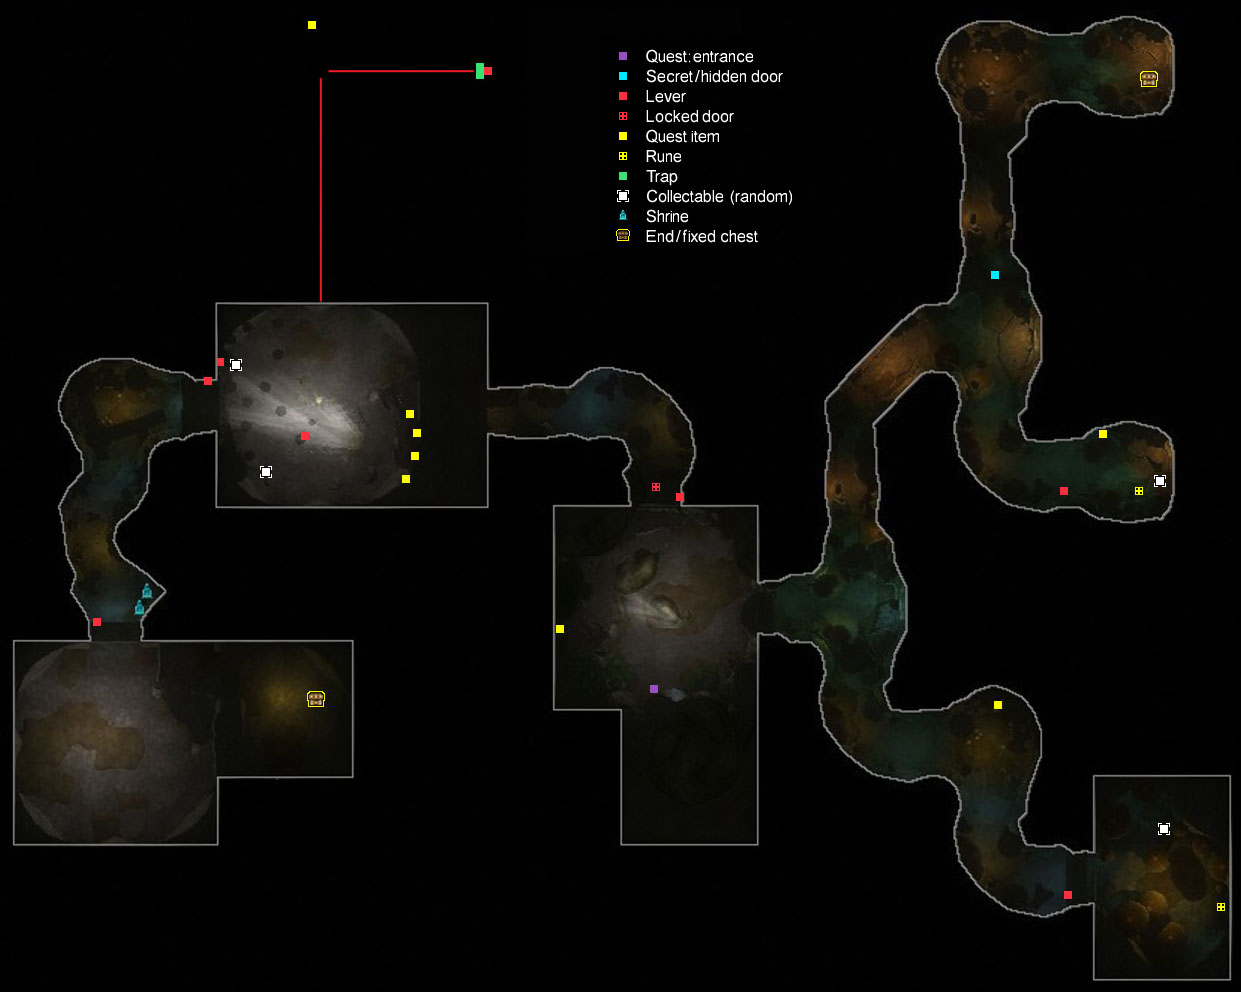 Quest: entrance
Secret/hidden door
Lever
Locked door
Quest item
Rune
Trap
Collectable (random)
Shrine
End/fixed chest